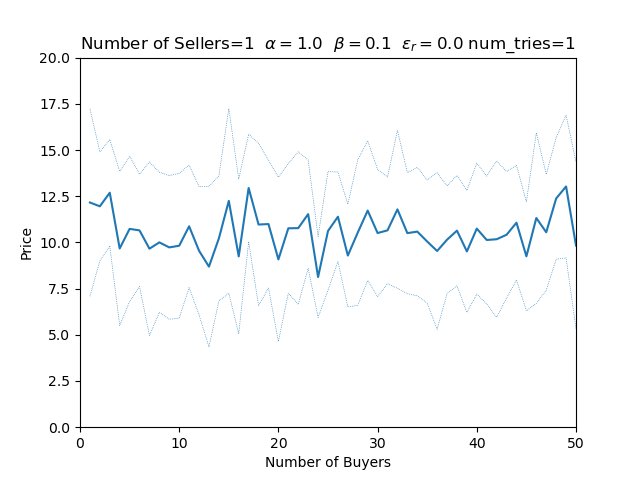 Number of Sellers=1 α = 1.0 β = 0.1 ε_r = 0.0 num_tries=1
20.0
17.5
15.0
12.5
10.0
7.5
5.0
2.5
0.0
Price
0 10 20 30 40 50
Number of Buyers